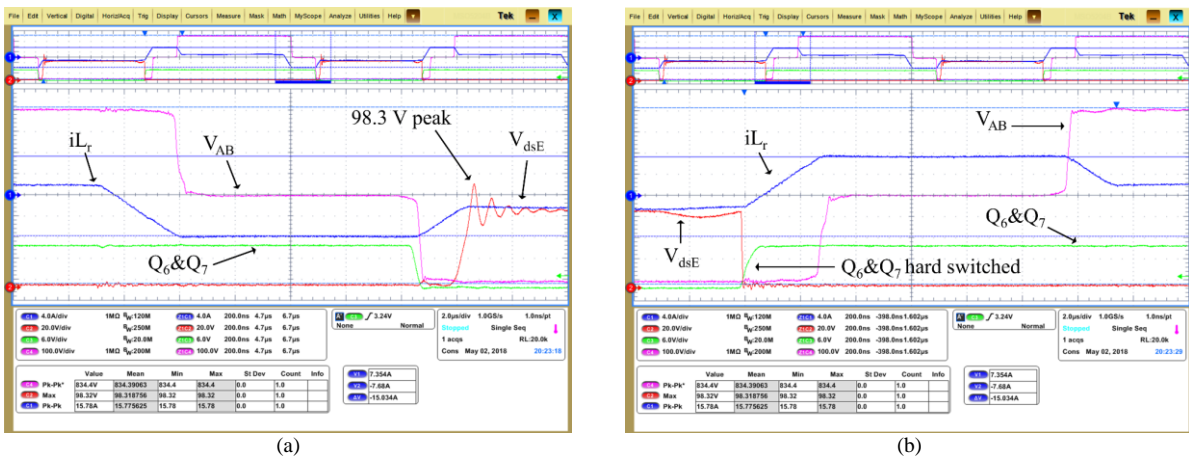 File Edit Vertical Digital Horiz/Acq Trig Display Cursors Measure Mask Math MyScope Analyze Utilities Help Tek X
98.3 V peak
iLr
VAB
VdsE
Q6&Q7
C1 4.0A/div 1MΩ BW:120M
C2 20.0V/div BW:250M
C3 6.0V/div BW:20.0M
C4 100.0V/div 1MΩ BW:200M
Z1C1 4.0A 200.0ns 4.7µs 6.7µs
Z1C2 20.0V 200.0ns 4.7µs 6.7µs
Z1C3 6.0V 200.0ns 4.7µs 6.7µs
Z1C4 100.0V 200.0ns 4.7µs 6.7µs
A' C3 3.24V
None Normal
2.0µs/div 1.0GS/s 1.0ns/pt
Stopped Single Seq
1 acqs RL:20.0k
Cons May 02, 2018 20:23:18
Value Mean Min Max St Dev Count Info
C4 Pk-Pk* 834.4V 834.39063 834.4 834.4 0.0 1.0
C2 Max 98.32V 98.318756 98.32 98.32 0.0 1.0
C1 Pk-Pk 15.78A 15.775625 15.78 15.78 0.0 1.0
V1 7.354A
V2 -7.68A
ΔV -15.034A
(a)
File Edit Vertical Digital Horiz/Acq Trig Display Cursors Measure Mask Math MyScope Analyze Utilities Help Tek X
VAB
iLr
Q6&Q7
VdsE
Q6&Q7 hard switched
C1 4.0A/div 1MΩ BW:120M
C2 20.0V/div BW:250M
C3 6.0V/div BW:20.0M
C4 100.0V/div 1MΩ BW:200M
Z1C1 4.0A 200.0ns -398.0ns 1.602µs
Z1C2 20.0V 200.0ns -398.0ns 1.602µs
Z1C3 6.0V 200.0ns -398.0ns 1.602µs
Z1C4 100.0V 200.0ns -398.0ns 1.602µs
A' C3 3.24V
None Normal
2.0µs/div 1.0GS/s 1.0ns/pt
Stopped Single Seq
1 acqs RL:20.0k
Cons May 02, 2018 20:23:29
Value Mean Min Max St Dev Count Info
C4 Pk-Pk* 834.4V 834.39063 834.4 834.4 0.0 1.0
C2 Max 98.32V 98.318756 98.32 98.32 0.0 1.0
C1 Pk-Pk 15.78A 15.775625 15.78 15.78 0.0 1.0
V1 7.354A
V2 -7.68A
ΔV -15.034A
(b)